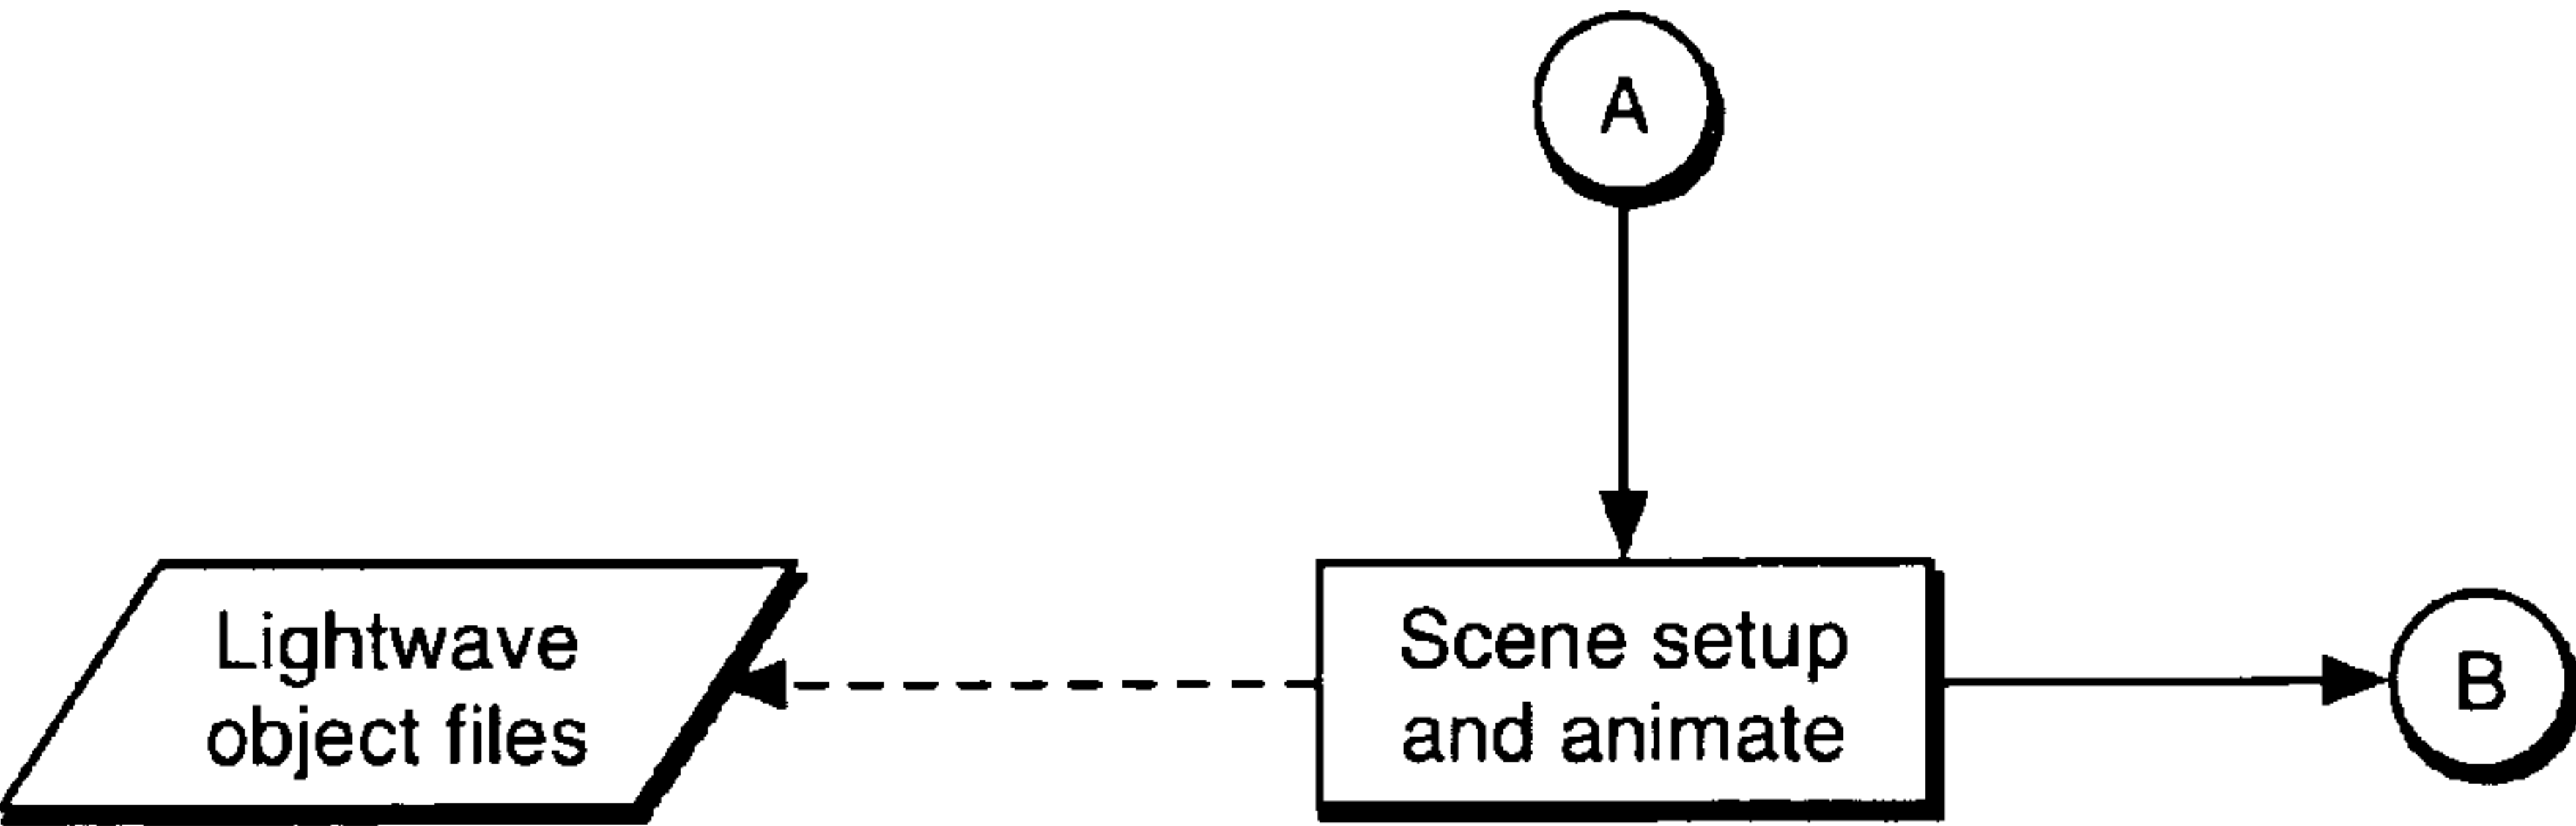 A
Lightwave
object files
Scene setup
and animate
B